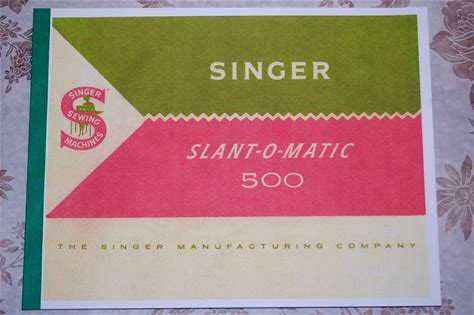 SINGER
SINGER
SEWING
MACHINES
SLANT-O-MATIC
500
THE SINGER MANUFACTURING COMPANY